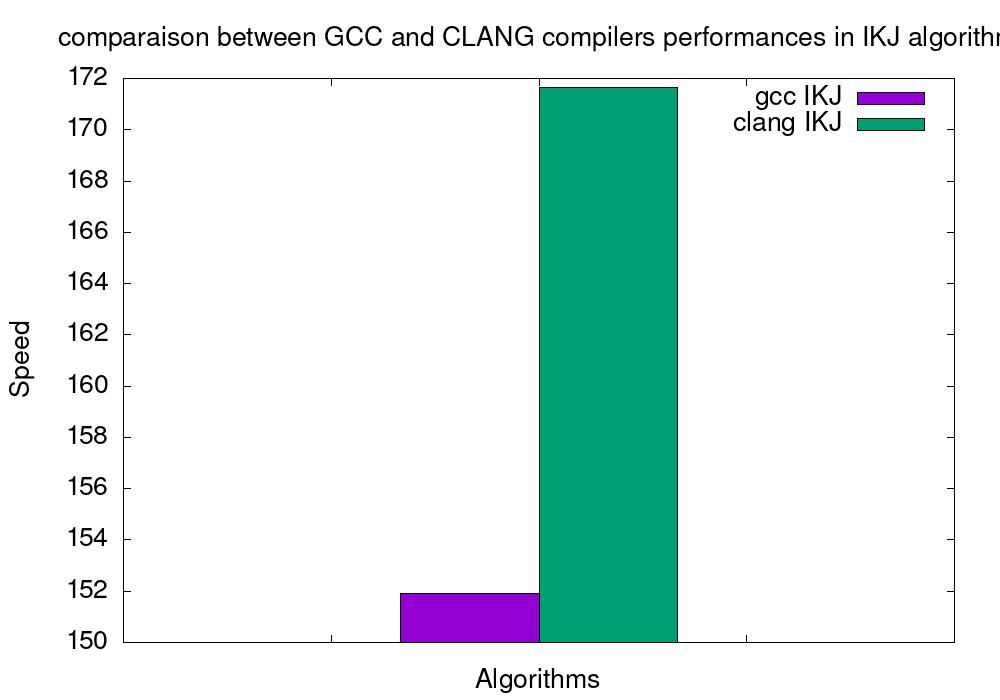 comparaison between GCC and CLANG compilers performances in IKJ
172
gcc IKJ
clang IKJ
170
168
166
164
162
160
158
156
154
152
150
Speed
Algorithms